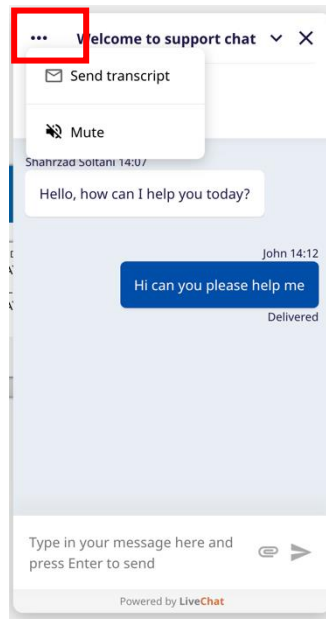 ••• Welcome to support chat
Send transcript
Mute
Shahrzad Soltani 14:07
Hello, how can I help you today?
John 14:12
Hi can you please help me
Delivered
Type in your message here and
press Enter to send
Powered by LiveChat